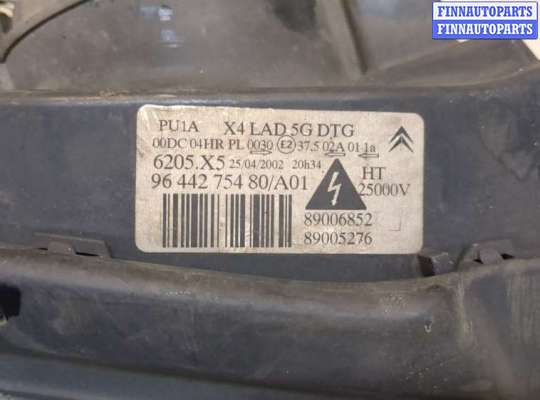 FINNAUTOPARTS
FINNAUTOPARTS
FINNAUTOPARTS
PU1A X4 LAD 5G DTG
00DC 04HR PL 0030 E2 37.5 02A 01 1a
6205.X5 25/04/2002 20h34
96 442 754 80/A01
HT
25000V
89006852
89005276